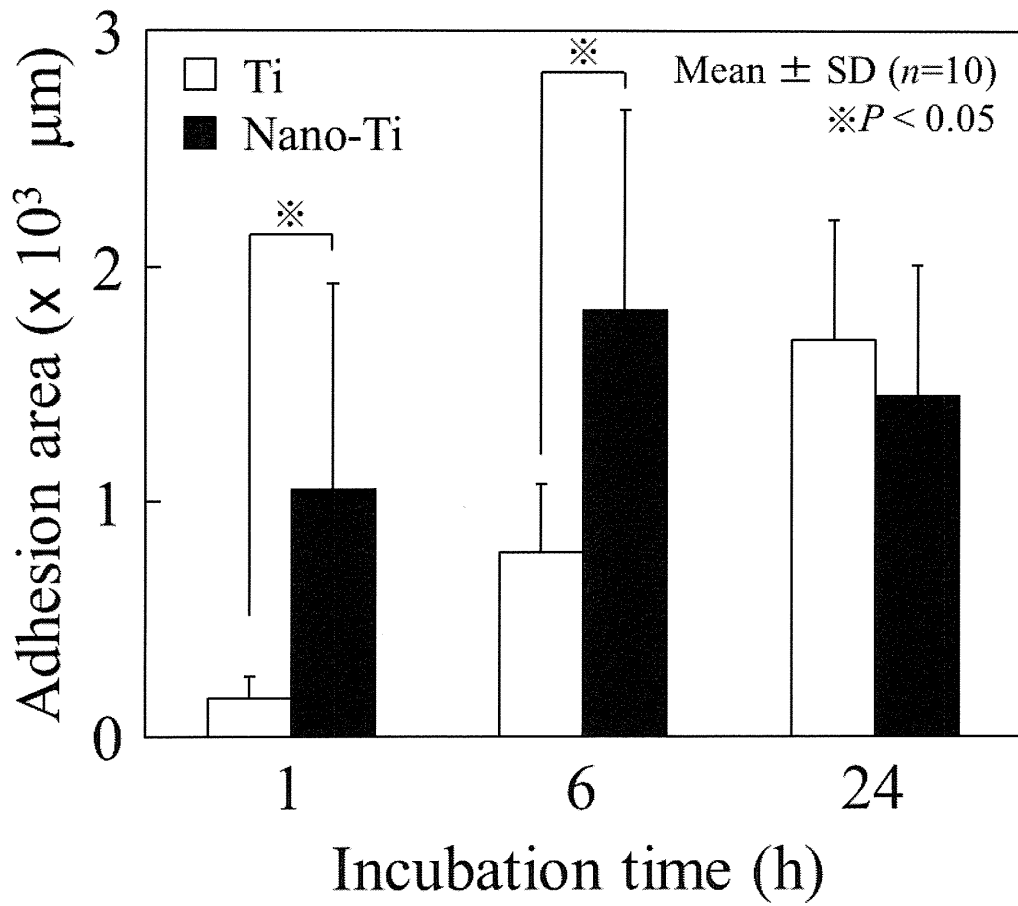 Adhesion area (x 10³ μm)
3
2
1
0
Ti
Nano-Ti
※
※
Mean ± SD (n=10)
※P < 0.05
1 6 24
Incubation time (h)